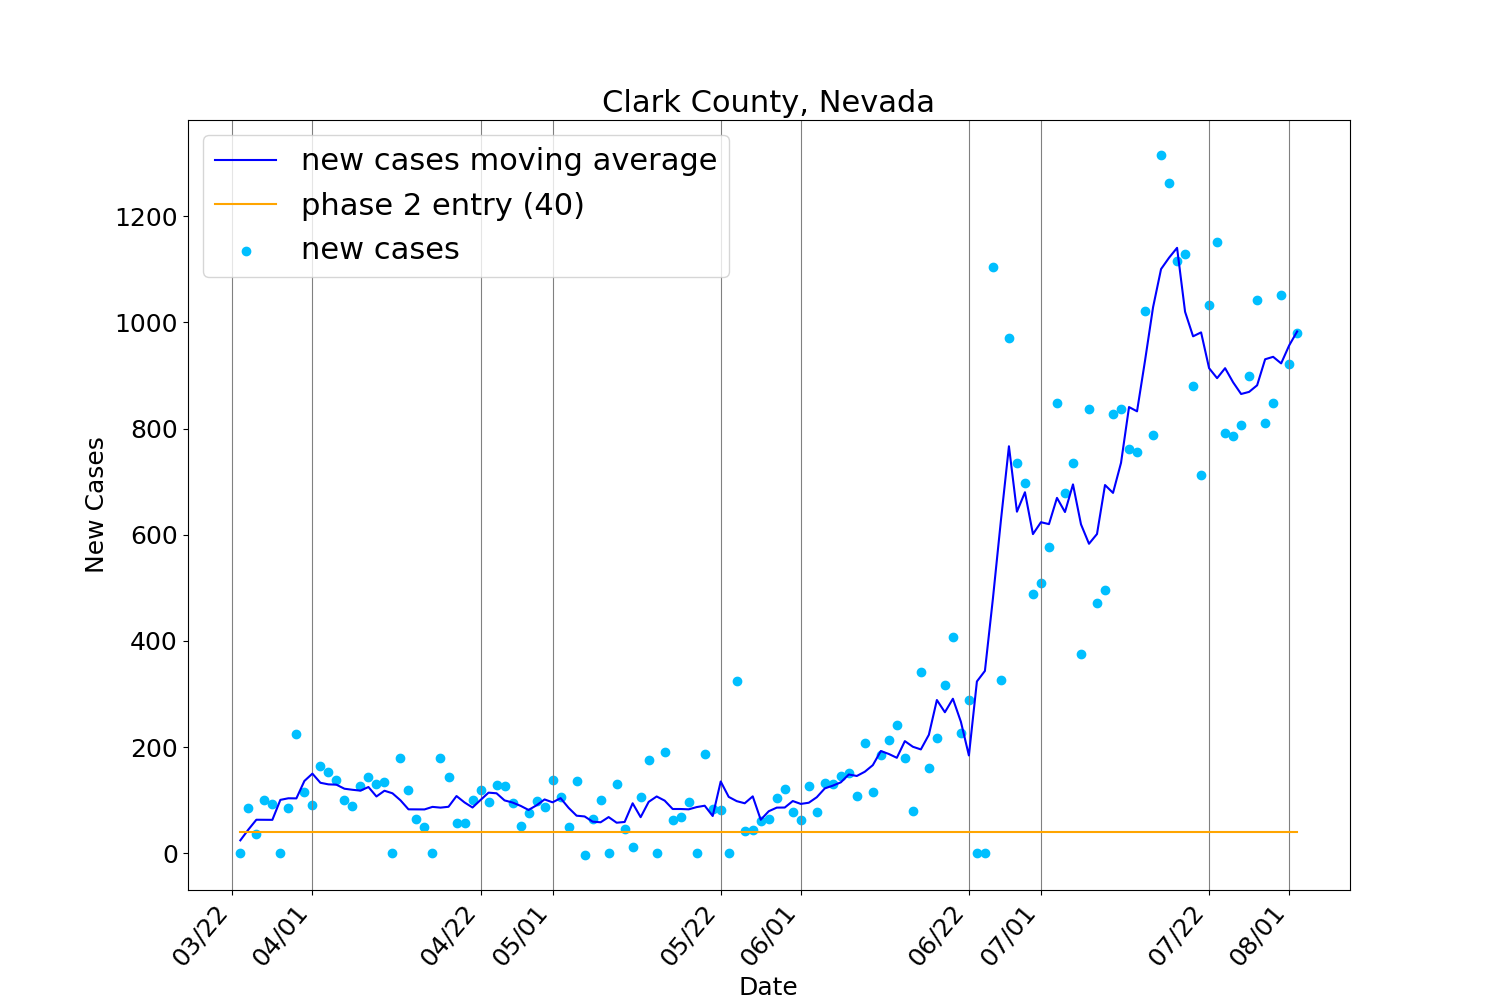 Clark County, Nevada
new cases moving average
phase 2 entry (40)
new cases
1200
1000
800
600
400
200
0
New Cases
03/22
04/01
04/22
05/01
05/22
06/01
06/22
07/01
07/22
08/01
Date